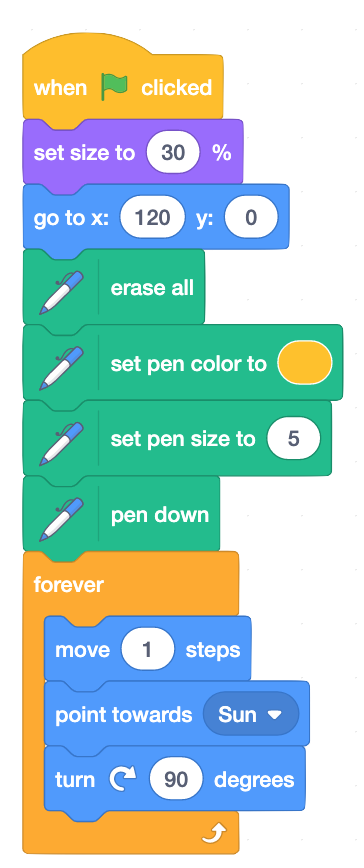 when clicked
set size to 30 %
go to x: 120 y: 0
erase all
set pen color to
set pen size to 5
pen down
forever
move 1 steps
point towards Sun
turn 90 degrees